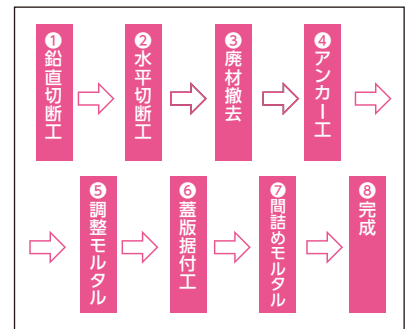 ❶鉛直切断工
❷水平切断工
❸廃材撤去
❹アンカー工
❺調整モルタル
❻蓋版据付工
❼間詰めモルタル
❽完成